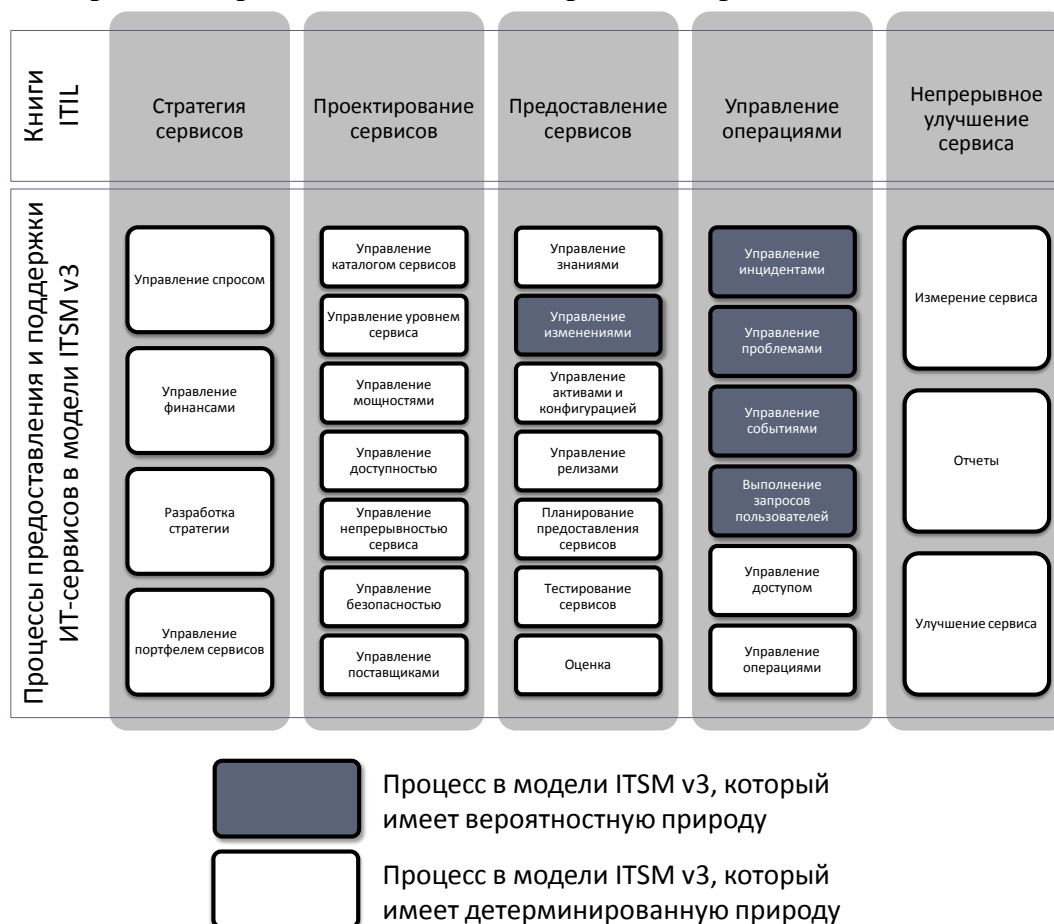 Книги
ITIL
Стратегия
сервисов
Проектирование
сервисов
Предоставление
сервисов
Управление
операциями
Непрерывное
улучшение
сервиса
Процессы предоставления и поддержки
ИТ-сервисов в модели ITSM v3
Управление спросом
Управление
финансами
Разработка
стратегии
Управление
портфелем сервисов
Управление
каталогом сервисов
Управление уровнем
сервиса
Управление
мощностями
Управление
доступностью
Управление
непрерывностью
сервиса
Управление
безопасностью
Управление
поставщиками
Управление
знаниями
Управление
изменениями
Управление
активами и
конфигурацией
Управление
релизами
Планирование
предоставления
сервисов
Тестирование
сервисов
Оценка
Управление
инцидентами
Управление
проблемами
Управление
событиями
Выполнение
запросов
пользователей
Управление
доступом
Управление
операциями
Измерение сервиса
Отчеты
Улучшение сервиса
Процесс в модели ITSM v3, который
имеет вероятностную природу
Процесс в модели ITSM v3, который
имеет детерминированную природу